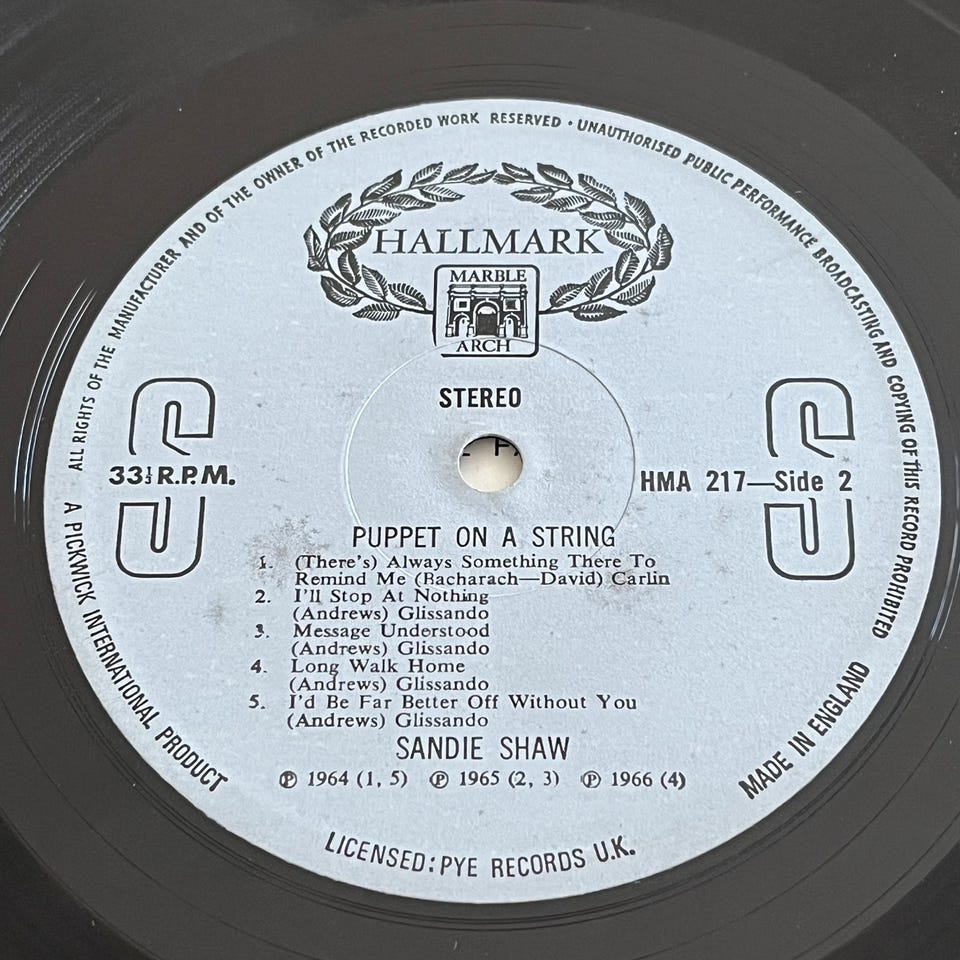 ALL RIGHTS OF THE MANUFACTURER AND OF THE OWNER OF THE RECORDED WORK RESERVED · UNAUTHORISED PUBLIC PERFORMANCE BROADCASTING AND COPYING OF THIS RECORD PROHIBITED
HALLMARK
MARBLE
ARCH
STEREO
33⅓ R.P.M.
HMA 217—Side 2
PUPPET ON A STRING
1. (There's) Always Something There To
Remind Me (Bacharach—David) Carlin
2. I'll Stop At Nothing
(Andrews) Glissando
3. Message Understood
(Andrews) Glissando
4. Long Walk Home
(Andrews) Glissando
5. I'd Be Far Better Off Without You
(Andrews) Glissando
SANDIE SHAW
℗ 1964 (1, 5) ℗ 1965 (2, 3) ℗ 1966 (4)
A PICKWICK INTERNATIONAL PRODUCT
LICENSED: PYE RECORDS U.K.
MADE IN ENGLAND